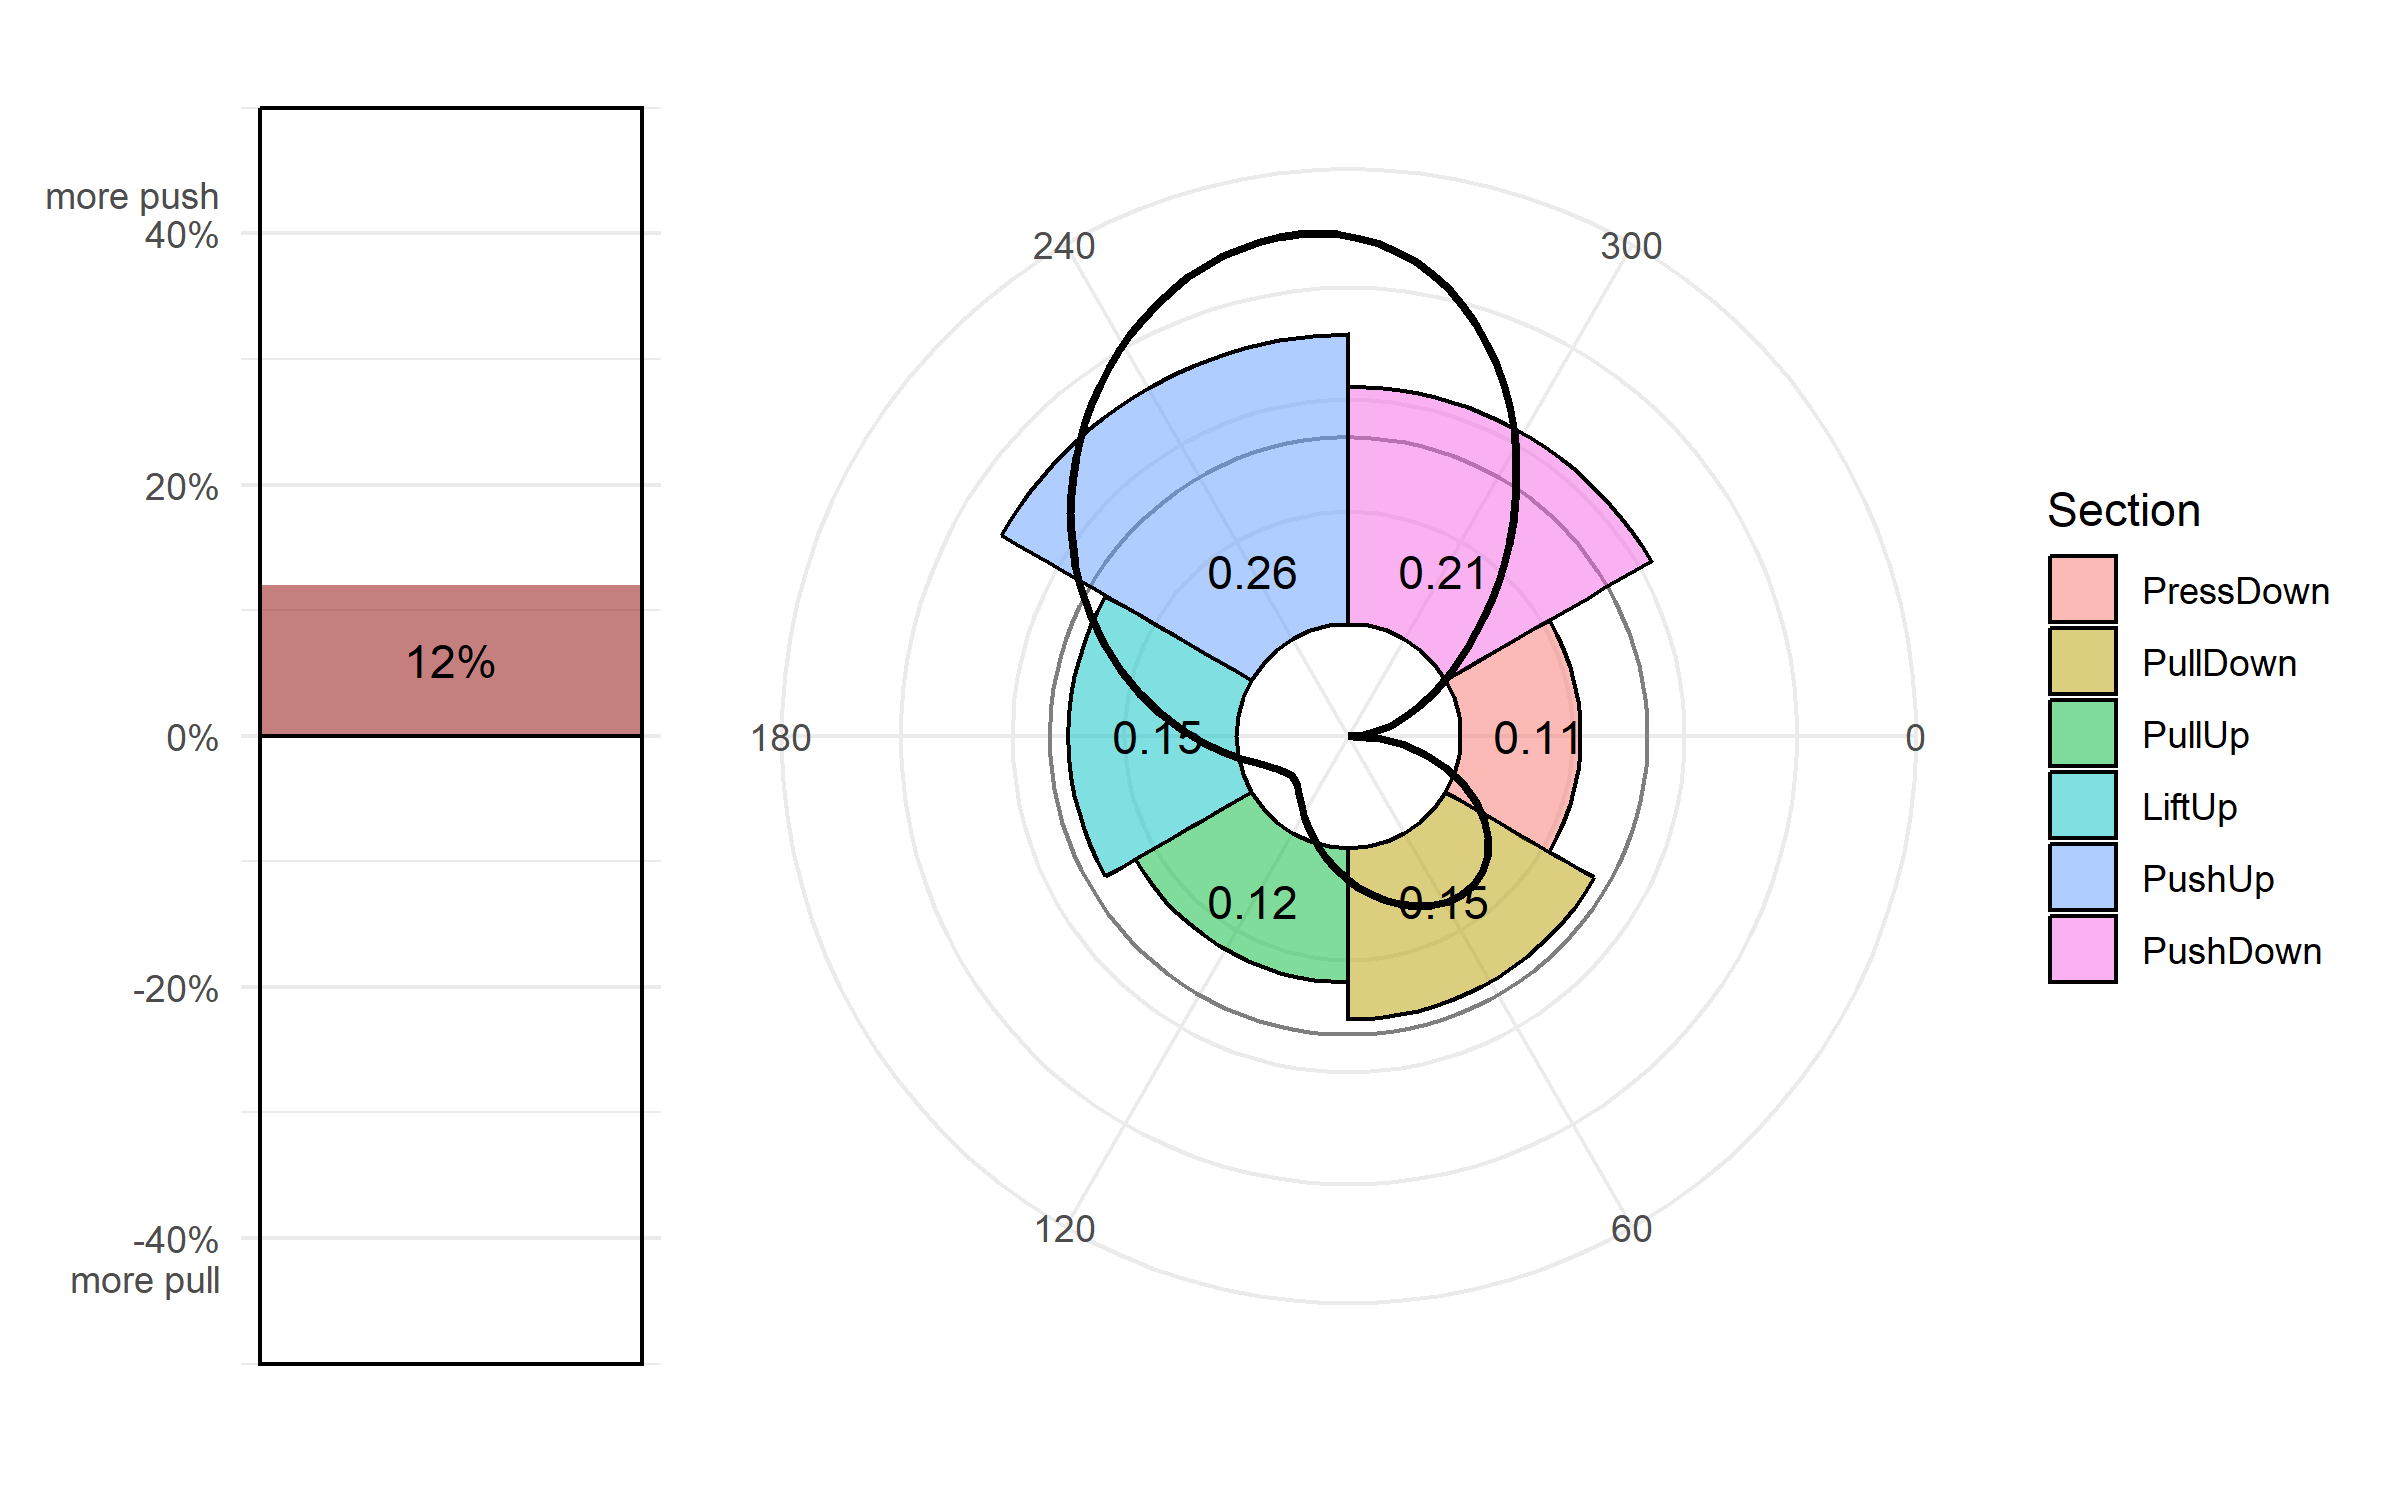 more push
40%
20%
12%
0%
-20%
-40%
more pull
240
300
0.26
0.21
180
0.15
0.11
0
0.12
0.15
120
60
Section
PressDown
PullDown
PullUp
LiftUp
PushUp
PushDown